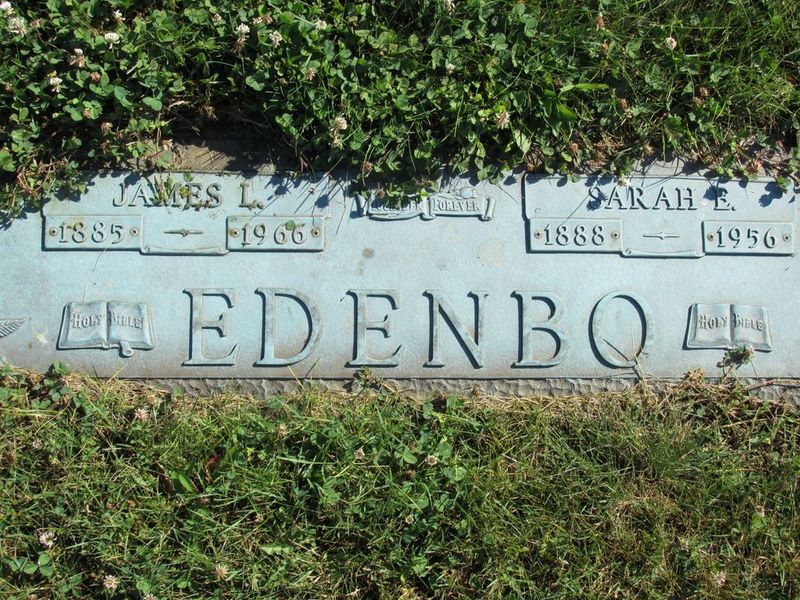 JAMES L. FOREVER SARAH E.
1885 1966 1888 1956
HOLY BIBLE EDENBO HOLY BIBLE